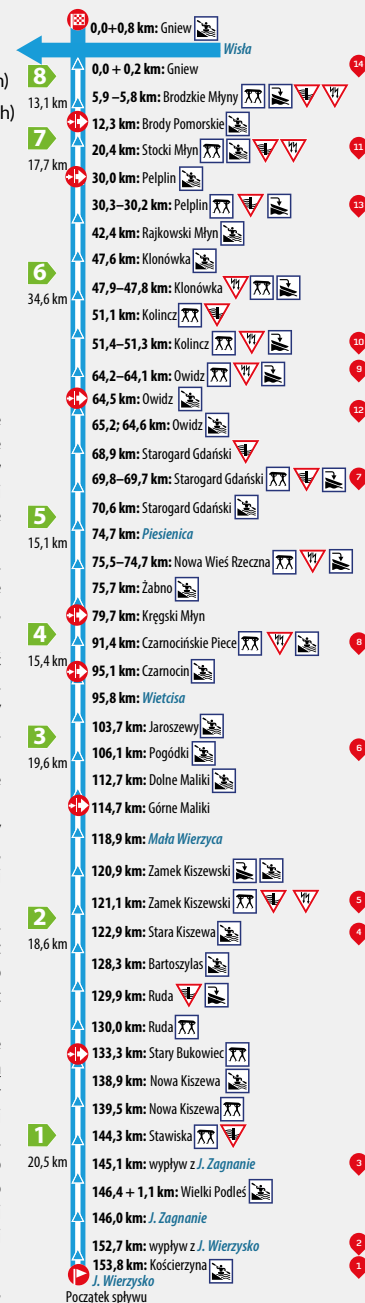 0,0+0,8 km: Gniew
Wisła
0,0 + 0,2 km: Gniew
14
8
13,1 km
5,9 –5,8 km: Brodzkie Młyny
h)
12,3 km: Brody Pomorskie
7
17,7 km
20,4 km: Stocki Młyn
11
30,0 km: Pelplin
30,3–30,2 km: Pelplin
13
42,4 km: Rajkowski Młyn
47,6 km: Klonówka
6
34,6 km
47,9–47,8 km: Klonówka
51,1 km: Kolincz
51,4–51,3 km: Kolincz
10
64,2–64,1 km: Owidz
9
64,5 km: Owidz
12
65,2; 64,6 km: Owidz
68,9 km: Starogard Gdański
69,8–69,7 km: Starogard Gdański
7
70,6 km: Starogard Gdański
5
15,1 km
74,7 km: Piesienica
75,5–74,7 km: Nowa Wieś Rzeczna
75,7 km: Żabno
79,7 km: Kręgski Młyn
4
15,4 km
91,4 km: Czarnocińskie Piece
8
95,1 km: Czarnocin
95,8 km: Wietcisa
103,7 km: Jaroszewy
3
19,6 km
106,1 km: Pogódki
6
112,7 km: Dolne Maliki
114,7 km: Górne Maliki
118,9 km: Mała Wierzyca
120,9 km: Zamek Kiszewski
121,1 km: Zamek Kiszewski
5
2
18,6 km
122,9 km: Stara Kiszewa
4
128,3 km: Bartoszylas
129,9 km: Ruda
130,0 km: Ruda
133,3 km: Stary Bukowiec
138,9 km: Nowa Kiszewa
139,5 km: Nowa Kiszewa
1
20,5 km
144,3 km: Stawiska
145,1 km: wypływ z J. Zagnanie
3
146,4 + 1,1 km: Wielki Podleś
146,0 km: J. Zagnanie
152,7 km: wypływ z J. Wierzysko
2
153,8 km: Kościerzyna
1
J. Wierzysko
Początek spływu